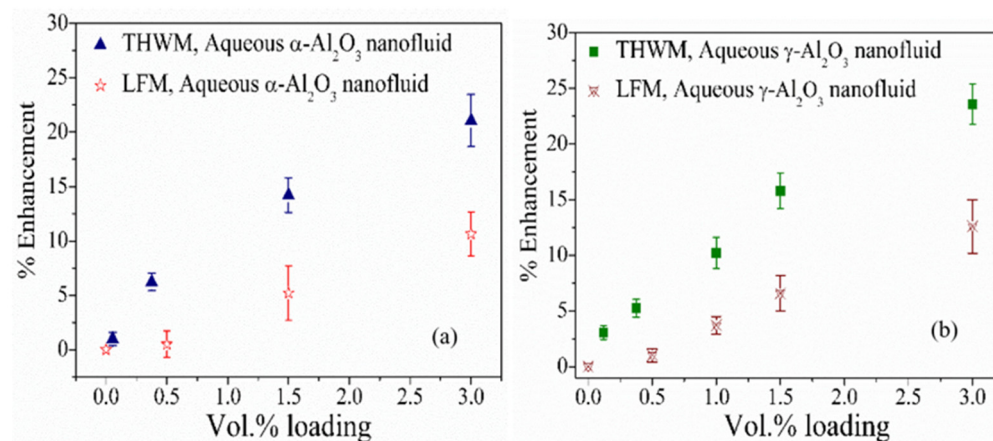 30
25
20
15
10
5
0
% Enhancement
THWM, Aqueous α-Al₂O₃ nanofluid
LFM, Aqueous α-Al₂O₃ nanofluid
(a)
0.0 0.5 1.0 1.5 2.0 2.5 3.0
Vol.% loading
30
25
20
15
10
5
0
% Enhancement
THWM, Aqueous γ-Al₂O₃ nanofluid
LFM, Aqueous γ-Al₂O₃ nanofluid
(b)
0.0 0.5 1.0 1.5 2.0 2.5 3.0
Vol.% loading